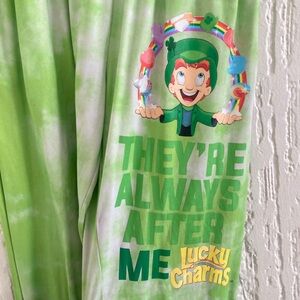 THEY'RE
ALWAYS
AFTER
ME Lucky
Charms